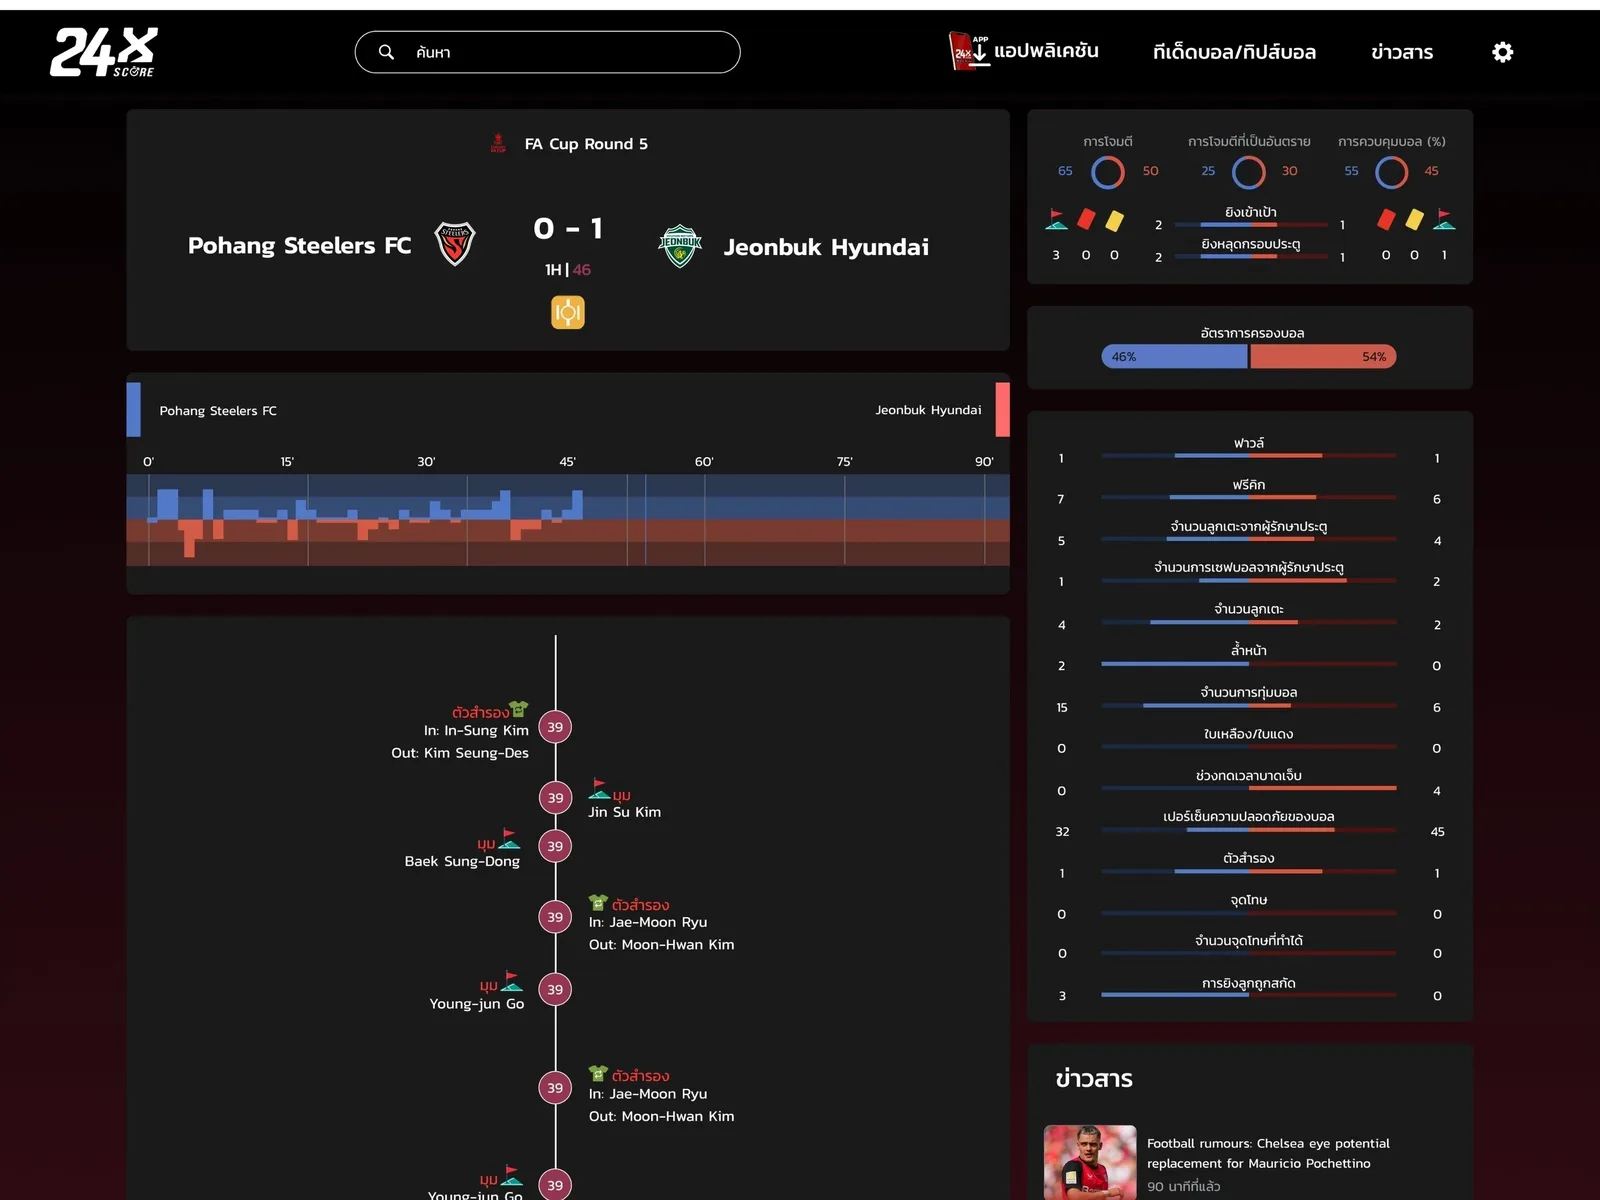 24X
SCORE
ค้นหา
APP
24X
แอปพลิเคชัน
ทีเด็ดบอล/ทิปส์บอล
ข่าวสาร
FA Cup Round 5
Pohang Steelers FC
0 - 1
Jeonbuk Hyundai
1H | 46
Pohang Steelers FC
Jeonbuk Hyundai
0' 15' 30' 45' 60' 75' 90'
ตัวสำรอง
In: In-Sung Kim
Out: Kim Seung-Des
39
39
มุม
Jin Su Kim
มุม
Baek Sung-Dong
39
39
ตัวสำรอง
In: Jae-Moon Ryu
Out: Moon-Hwan Kim
มุม
Young-jun Go
39
39
ตัวสำรอง
In: Jae-Moon Ryu
Out: Moon-Hwan Kim
มุม
Young-jun Go
39
การโจมตี การโจมตีที่เป็นอันตราย การควบคุมบอล (%)
65 50 25 30 55 45
ยิงเข้าเป้า
2 1
ยิงหลุดกรอบประตู
3 0 0 2 1 0 0 1
อัตราการครองบอล
46% 54%
ฟาวล์
1 1
ฟรีคิก
7 6
จำนวนลูกเตะจากผู้รักษาประตู
5 4
จำนวนการเซฟบอลจากผู้รักษาประตู
1 2
จำนวนลูกเตะ
4 2
ล้ำหน้า
2 0
จำนวนการทุ่มบอล
15 6
ใบเหลือง/ใบแดง
0 0
ช่วงทดเวลาบาดเจ็บ
0 4
เปอร์เซ็นความปลอดภัยของบอล
32 45
ตัวสำรอง
1 1
จุดโทษ
0 0
จำนวนจุดโทษที่ทำได้
0 0
การยิงลูกถูกสกัด
3 0
ข่าวสาร
Football rumours: Chelsea eye potential
replacement for Mauricio Pochettino
90 นาทีที่แล้ว